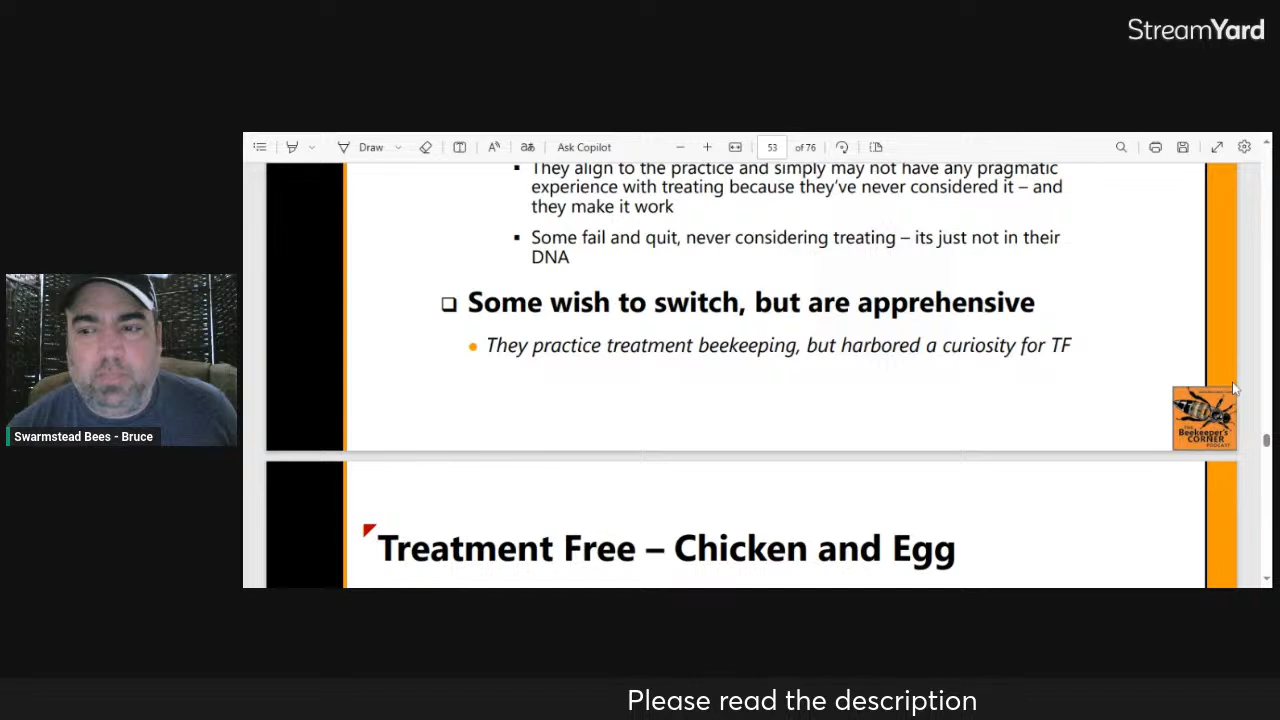 StreamYard
Draw
Ask Copilot
53 of 76
They align to the practice and simply may not have any pragmatic
experience with treating because they've never considered it – and
they make it work
Some fail and quit, never considering treating – its just not in their
DNA
Some wish to switch, but are apprehensive
They practice treatment beekeeping, but harbored a curiosity for TF
THE
Beekeeper's
CORNER
PODCAST
Swarmstead Bees - Bruce
Treatment Free – Chicken and Egg
Please read the description